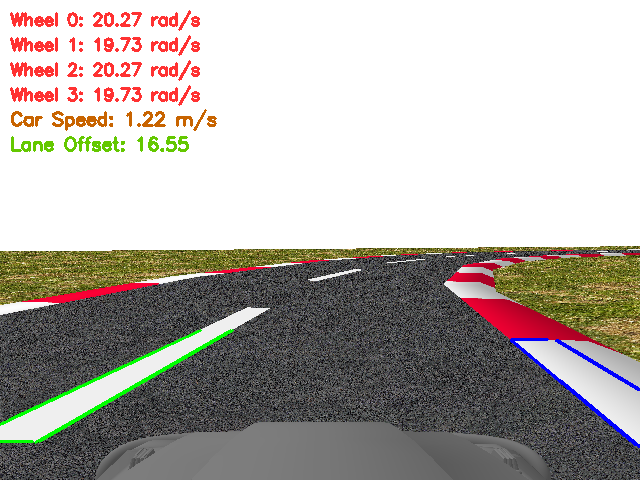 Wheel 0: 20.27 rad/s
Wheel 1: 19.73 rad/s
Wheel 2: 20.27 rad/s
Wheel 3: 19.73 rad/s
Car Speed: 1.22 m/s
Lane Offset: 16.55